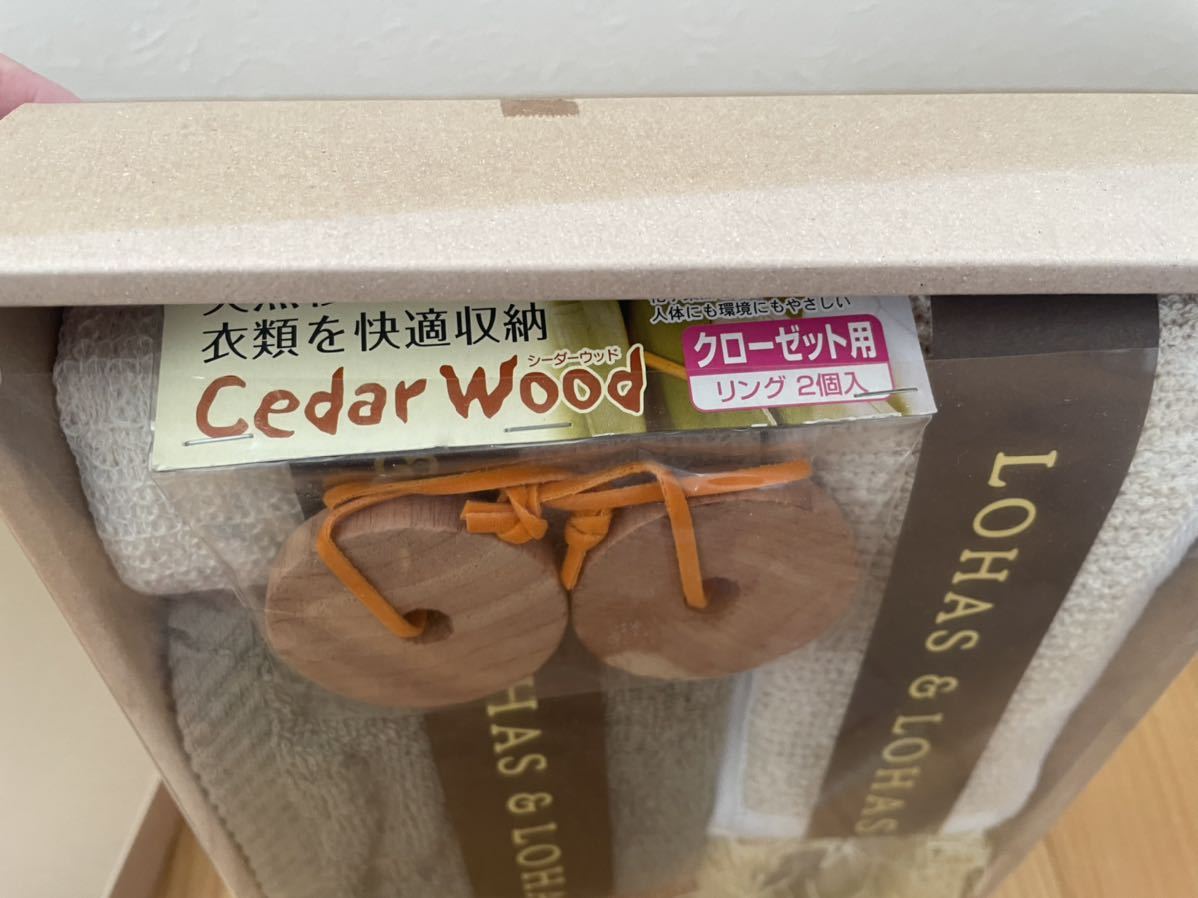 衣類を快適収納
シーダーウッド
Cedar Wood
人体にも環境にもやさしい
クローゼット用
リング 2個入
LOHAS & LOHAS
HAS & LOHA